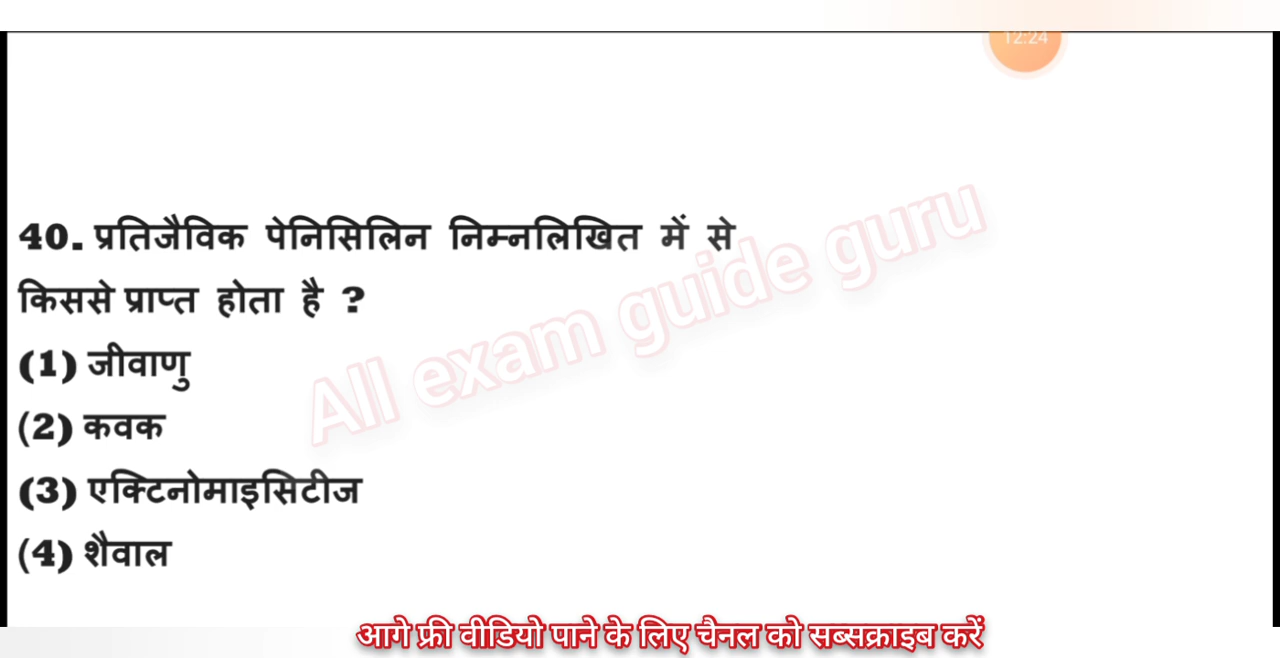 12:24
40. प्रतिजैविक पेनिसिलिन निम्नलिखित में से
किससे प्राप्त होता है ?
(1) जीवाणु
(2) कवक
(3) एक्टिनोमाइसिटीज
(4) शैवाल
All exam guide guru
आगे फ्री वीडियो पाने के लिए चैनल को सब्सक्राइब करें